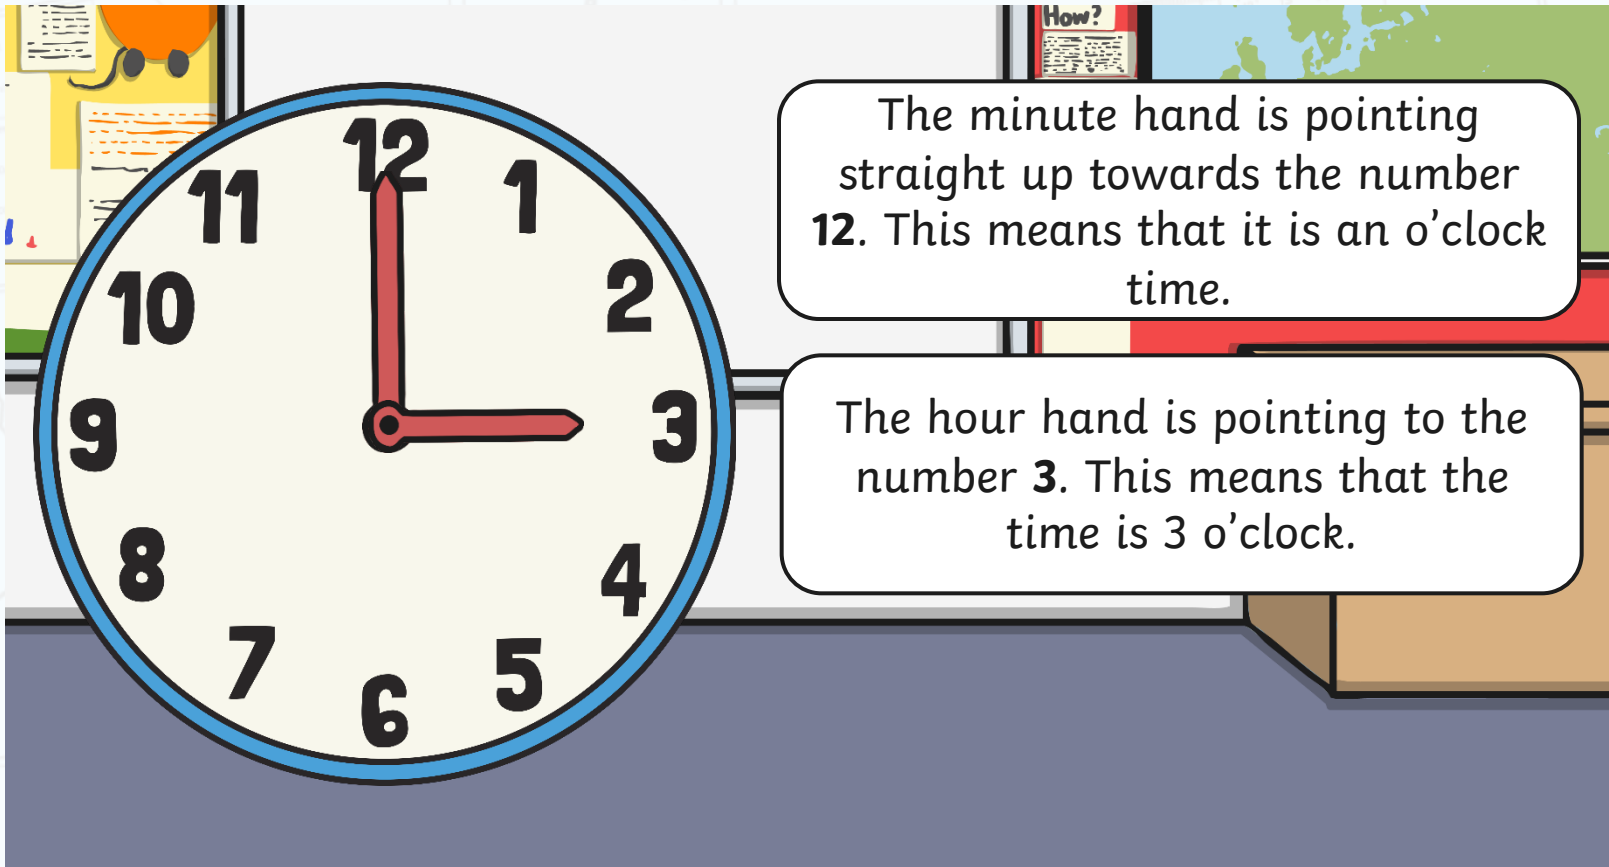 How?
12
11
1
10
2
9
3
8
4
7
5
6
The minute hand is pointing
straight up towards the number
12. This means that it is an o’clock
time.
The hour hand is pointing to the
number 3. This means that the
time is 3 o’clock.